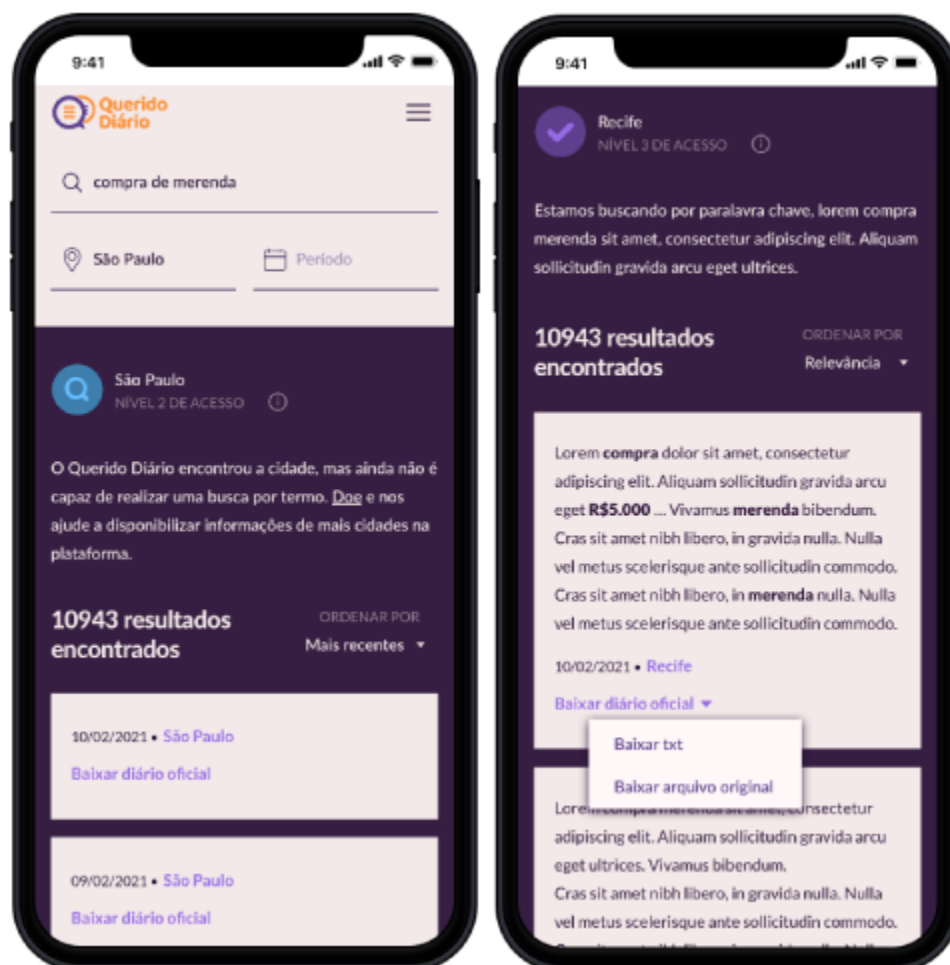 9:41
Querido
Diário
compra de merenda
São Paulo
Período
São Paulo
NÍVEL 2 DE ACESSO
O Querido Diário encontrou a cidade, mas ainda não é
capaz de realizar uma busca por termo. Doe e nos
ajude a disponibilizar informações de mais cidades na
plataforma.
10943 resultados
encontrados
ORDENAR POR
Mais recentes
10/02/2021 • São Paulo
Baixar diário oficial
09/02/2021 • São Paulo
Baixar diário oficial
9:41
Recife
NÍVEL 3 DE ACESSO
Estamos buscando por paralavra chave, lorem compra
merenda sit amet, consectetur adipiscing elit. Aliquam
sollicitudin gravida arcu eget ultrices.
10943 resultados
encontrados
ORDENAR POR
Relevância
Lorem compra dolor sit amet, consectetur
adipiscing elit. Aliquam sollicitudin gravida arcu
eget R$5.000 ... Vivamus merenda bibendum.
Cras sit amet nibh libero, in gravida nulla. Nulla
vel metus scelerisque ante sollicitudin commodo.
Cras sit amet nibh libero, in merenda nulla. Nulla
vel metus scelerisque ante sollicitudin commodo.
10/02/2021 • Recife
Baixar diário oficial
Baixar txt
Baixar arquivo original
adipiscing elit. Aliquam sollicitudin gravida arcu
eget ultrices. Vivamus bibendum.
Cras sit amet nibh libero, in gravida nulla. Nulla
vel metus scelerisque ante sollicitudin commodo.